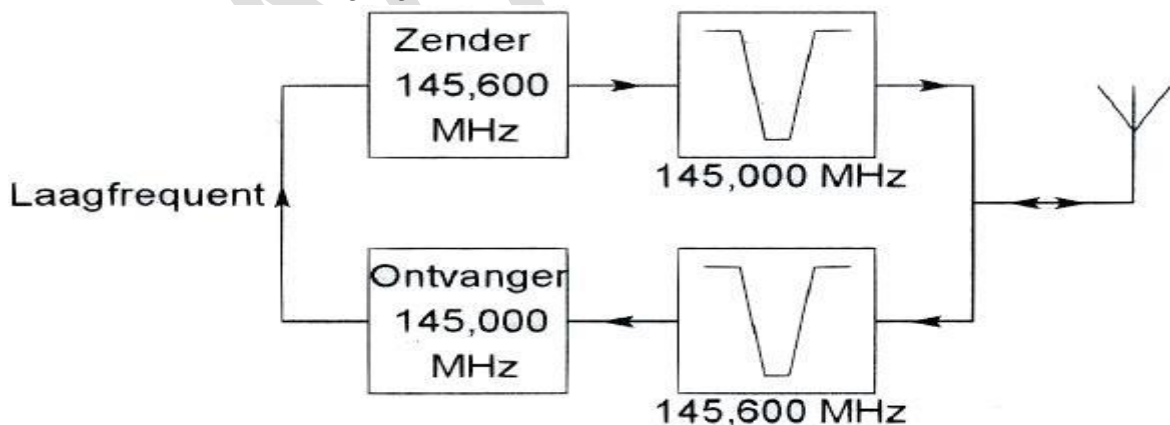 Zender
145,600
MHz
145,000 MHz
Laagfrequent
Ontvanger
145,000
MHz
145,600 MHz